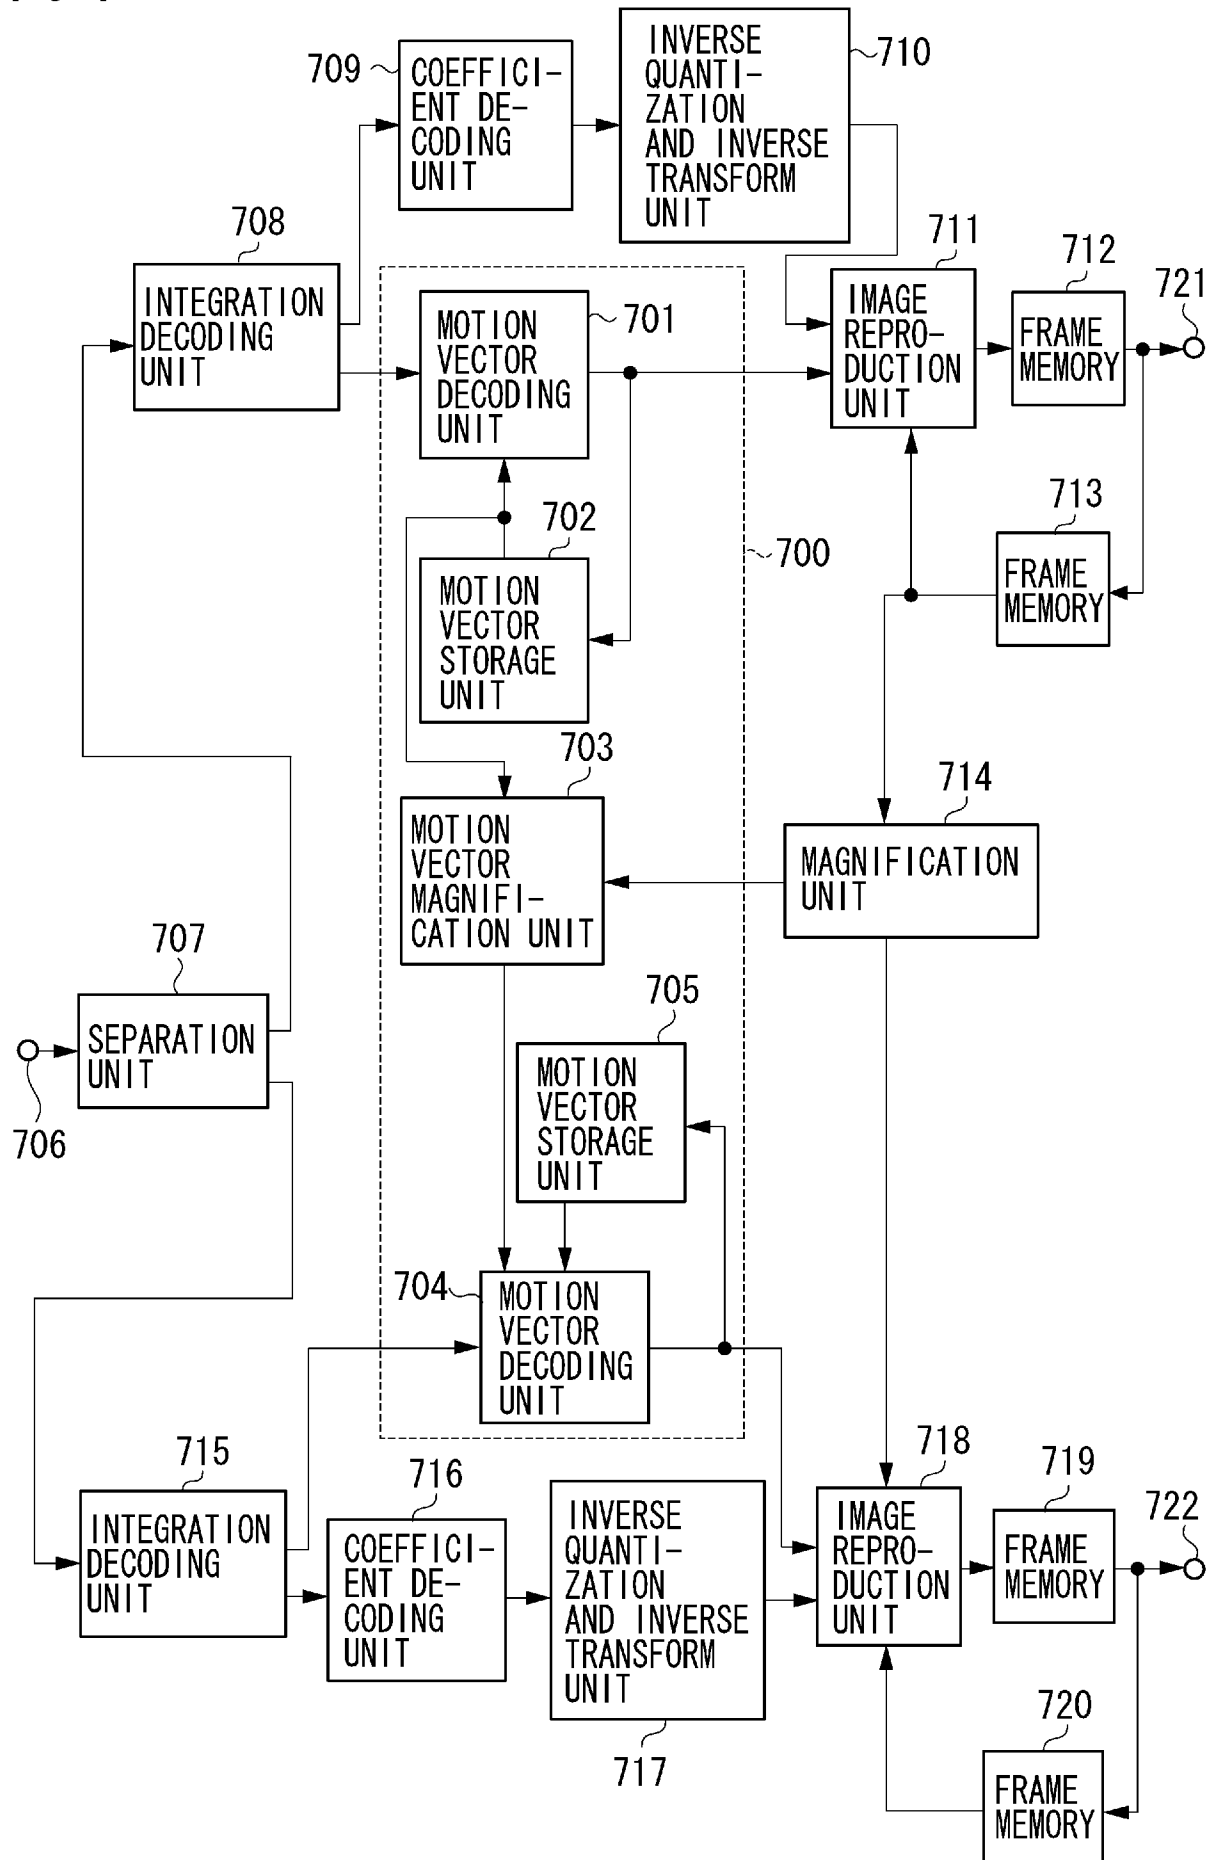 709
COEFFICI-
ENT DE-
CODING
UNIT
INVERSE
QUANTI-
ZATION
AND INVERSE
TRANSFORM
UNIT
710
708
INTEGRATION
DECODING
UNIT
MOTION
VECTOR
DECODING
UNIT
701
711
IMAGE
REPRO-
DUCTION
UNIT
712
FRAME
MEMORY
721
702
MOTION
VECTOR
STORAGE
UNIT
700
713
FRAME
MEMORY
703
MOTION
VECTOR
MAGNIFI-
CATION UNIT
714
MAGNIFICATION
UNIT
707
SEPARATION
UNIT
706
705
MOTION
VECTOR
STORAGE
UNIT
704
MOTION
VECTOR
DECODING
UNIT
715
INTEGRATION
DECODING
UNIT
716
COEFFICI-
ENT DE-
CODING
UNIT
INVERSE
QUANTI-
ZATION
AND INVERSE
TRANSFORM
UNIT
717
718
IMAGE
REPRO-
DUCTION
UNIT
719
FRAME
MEMORY
722
720
FRAME
MEMORY